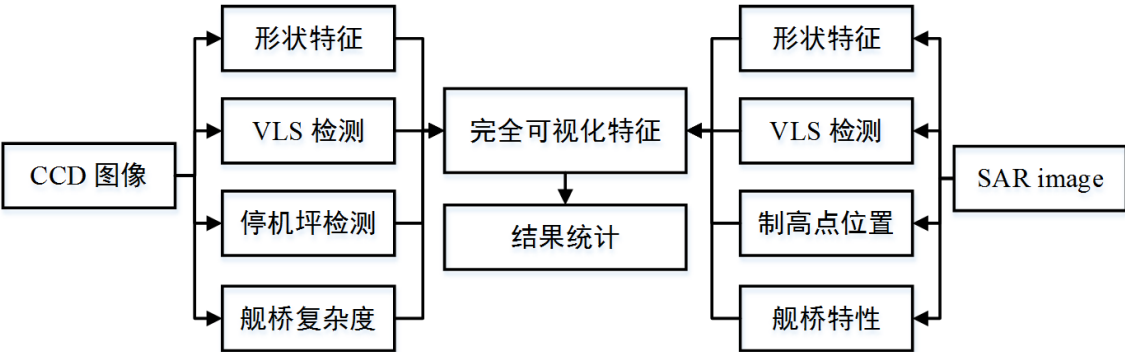 CCD 图像
形状特征
VLS 检测
停机坪检测
舰桥复杂度
完全可视化特征
结果统计
形状特征
VLS 检测
制高点位置
舰桥特性
SAR image